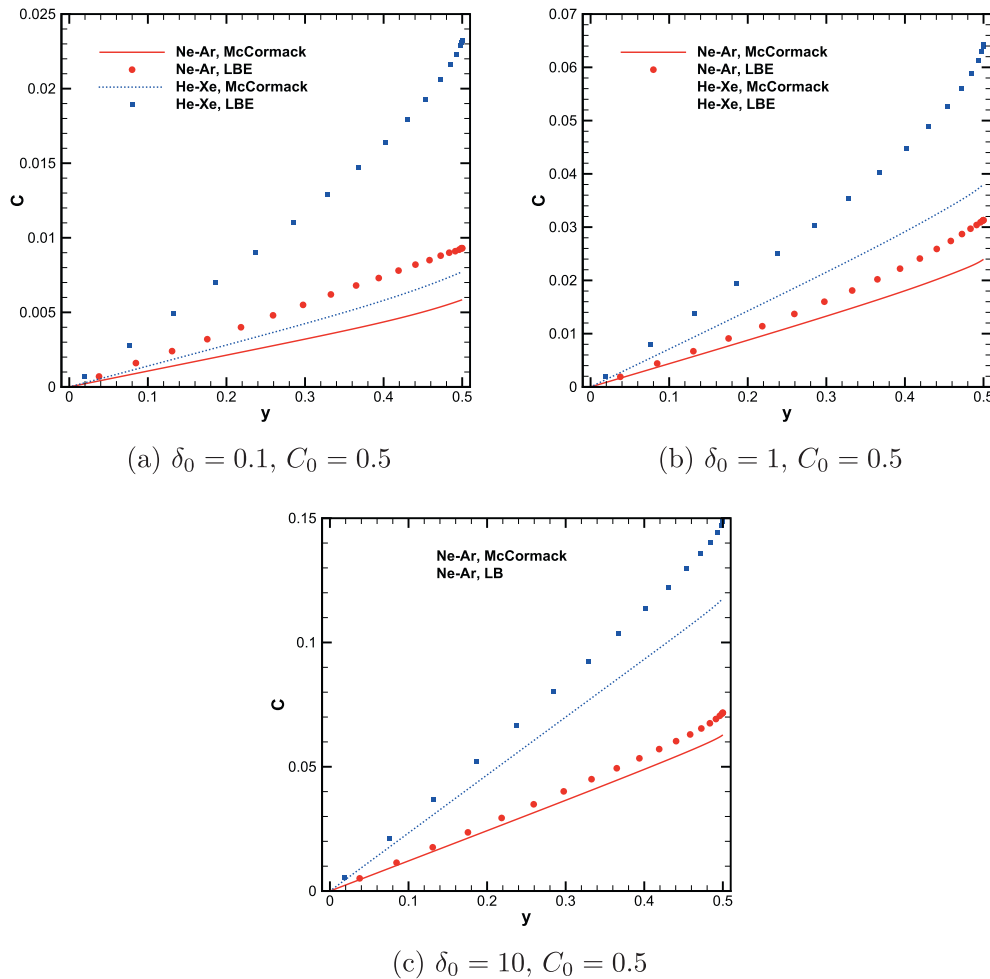 0.025
0.02
0.015
0.01
0.005
0
C
Ne-Ar, McCormack
Ne-Ar, LBE
He-Xe, McCormack
He-Xe, LBE
0 0.1 0.2 0.3 0.4 0.5
y
(a) δ₀ = 0.1, C₀ = 0.5
0.07
0.06
0.05
0.04
0.03
0.02
0.01
0
C
Ne-Ar, McCormack
Ne-Ar, LBE
He-Xe, McCormack
He-Xe, LBE
0 0.1 0.2 0.3 0.4 0.5
y
(b) δ₀ = 1, C₀ = 0.5
0.15
0.1
0.05
0
C
Ne-Ar, McCormack
Ne-Ar, LB
0 0.1 0.2 0.3 0.4 0.5
y
(c) δ₀ = 10, C₀ = 0.5